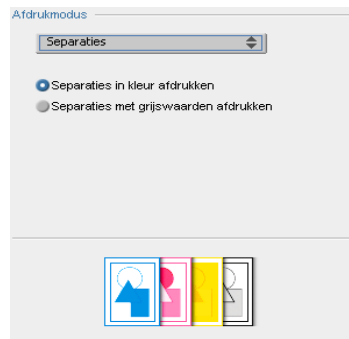 Afdrukmodus
Separaties
Separaties in kleur afdrukken
Separaties met grijswaarden afdrukken